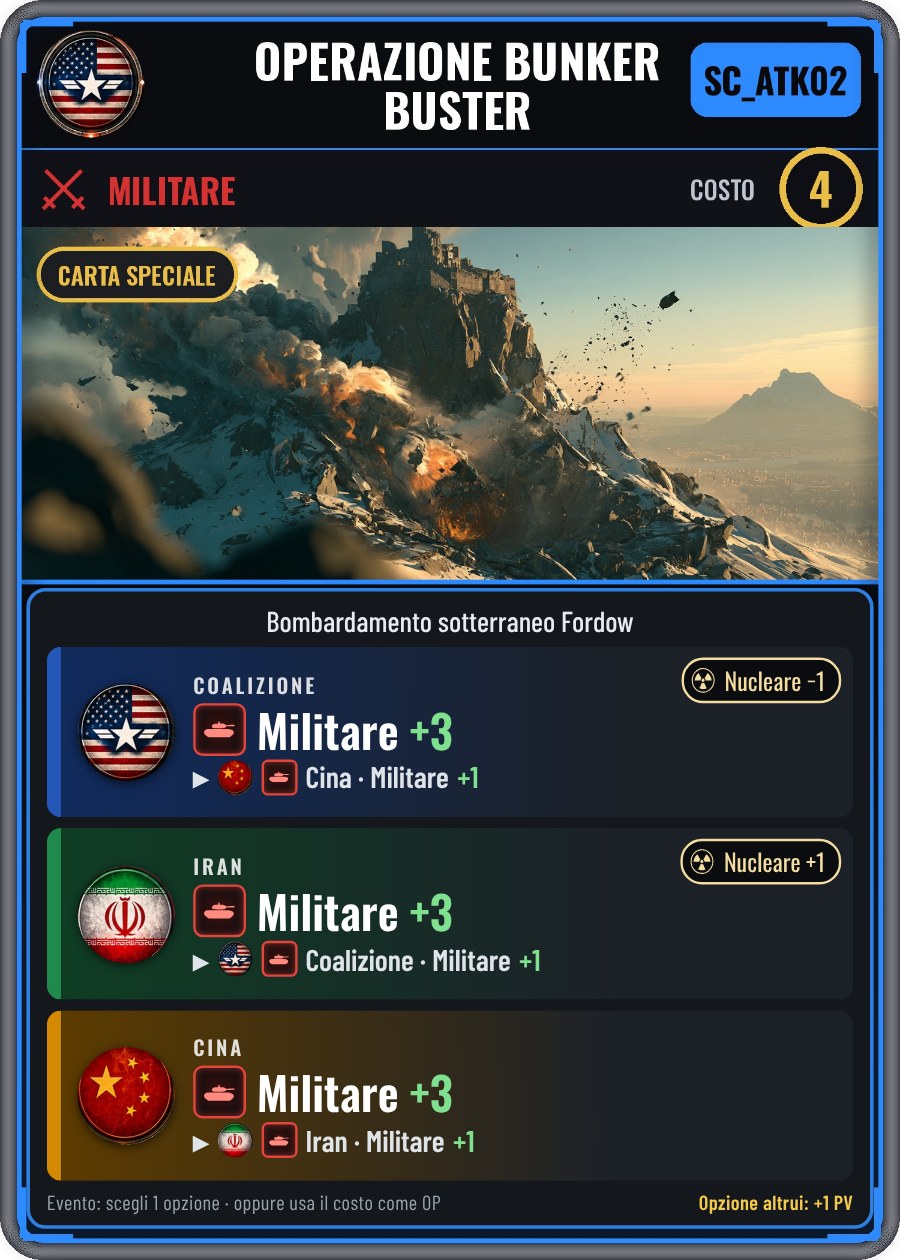 OPERAZIONE BUNKER
BUSTER
SC_ATK02
MILITARE
COSTO
4
CARTA SPECIALE
Bombardamento sotterraneo Fordow
COALIZIONE
Nucleare −1
Militare +3
▶ Cina · Militare +1
IRAN
Nucleare +1
Militare +3
▶ Coalizione · Militare +1
CINA
Militare +3
▶ Iran · Militare +1
Evento: scegli 1 opzione · oppure usa il costo come OP
Opzione altrui: +1 PV